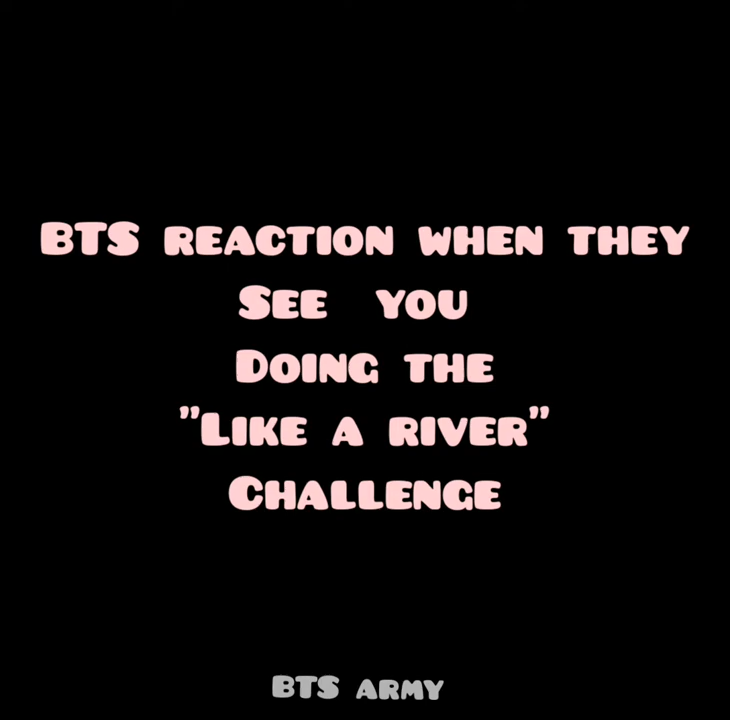 BTS REACTION WHEN THEY
SEE YOU
DOING THE
"LIKE A RIVER"
CHALLENGE
BTS ARMY